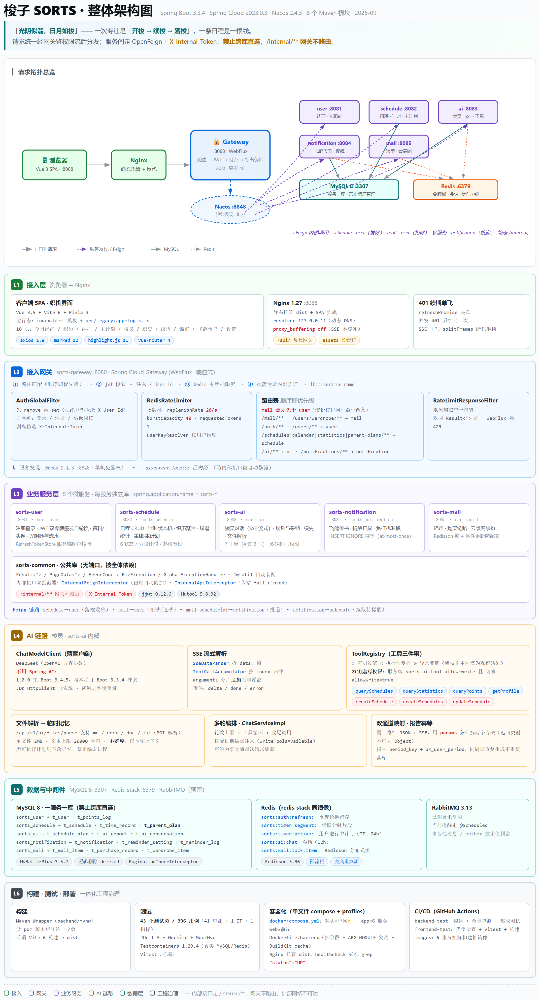 梭子 SORTS · 整体架构图 Spring Boot 3.3.4 · Spring Cloud 2023.0.3 · Nacos 2.4.3 · 8 个 Maven 模块 · 2026-09
「光阴似箭，日月如梭」—— 一次专注是「开梭 → 续梭 → 落梭」，一条日程是一根线。
请求统一经网关鉴权限流后分发；服务间走 OpenFeign + X-Internal-Token，禁止跨库直连，/internal/** 网关不路由。
请求拓扑总览
user :8081
认证 · 光阴砂
schedule :8082
日程 · 计时 · 主计划
ai :8083
梭灵 · SSE · 工具
notification :8084
飞鸽传书 · 提醒
mall :8085
锦市 · 云裳阁
浏览器
Vue 3 SPA · :8088
Nginx
静态托管 + 反代
🔒 Gateway
:8080 · WebFlux
路由 → JWT → 限流 → 剥离伪造
20/s · 突发 40
MySQL 8 :3307
一服务一库 · 禁止跨库直连
Redis :6379
令牌桶 · 会话 · 计时 · 锁
Nacos :8848
服务发现 · lb://
⇢ Feign 内部调用：schedule→user（发砂）· mall→user（扣砂）· 多服务→notification（投递）· 均走 /internal,
HTTP 请求
服务发现 / Feign
MySQL
Redis
L1 接入层 浏览器 → Nginx
客户端 SPA · 织机界面
Vue 3.5 + Vite 6 + Pinia 3
运行态：index.html 模板 + src/legacy/app-logic.ts
10 页：今日经纬 / 织历 / 织程 / 主计划 / 梭灵 / 织史 / 纹谱 / 锦市 / 飞鸽传书 / 设置
axios 1.8 marked 12 highlight.js 11 vue-router 4
Nginx 1.27 :8088
静态托管 dist + SPA 兜底
resolver 127.0.0.11（动态 DNS）
proxy_buffering off（SSE 不缓冲）
/api/ 反代网关 assets 长缓存
401 续期单飞
refreshPromise 去重
并发 401 只续期一次
SSE 手写 splitFrames 跨包半帧
L2 接入网关 sorts-gateway :8080 · Spring Cloud Gateway (WebFlux · 响应式)
① 路由匹配（顺序即优先级） → ② JWT 校验 • 注入 X-User-Id → ③ Redis 令牌桶限流 → ④ 剥离伪造内部凭证 → lb://service-name
AuthGlobalFilter
先 remove 再 set（杜绝外部伪造 X-User-Id）
白名单：登录 / 注册 / 头像回读
剥离伪造 X-Internal-Token
RedisRateLimiter
令牌桶：replenishRate 20/s
burstCapacity 40 · requestedTokens
1
userKeyResolver 按用户维度
路由表 顺序即优先级
mall 必须先于 user（装扮接口同时命中两条）
/mall/** · /users/wardrobe/** → mall
/auth/** · /users/** → user
/schedules|calendar|statistics|parent-plans/** →
schedule
/ai/** → ai · /notifications/** → notification
RateLimitResponseFilter
限流响应统一包装
返回 Result<T> 而非 WebFlux 裸
429
↳ 服务发现：Nacos 2.4.3 :8848（单机免鉴权） • discovery.locator 已关闭 （防内部接口被自动暴露）
L3 业务服务层 5 个微服务 · 每服务独立库 · spring.application.name = sorts-*
sorts-user
:8081 • sorts_user
注册登录 · JWT 双令牌签发与轮换 · 资料/
头像 · 光阴砂与流水
RefreshTokenStore 服务端留存校验
sorts-schedule
:8082 • sorts_schedule
日程 CRUD · 计时状态机 · 织历聚合 · 纹谱
统计 · 主线·主计划
6 状态 / 分段计时 / 落梭发砂
sorts-ai
:8083 • sorts_ai
梭灵对话（SSE 流式）· 规划与采纳 · 织史
· 文件解析
7 工具（4 读 3 写）· 双钥匙写权限
sorts-notification
:8084 • sorts_notification
飞鸽传书 · 提醒扫描 · 免打扰时段
INSERT IGNORE 幂等（at-most-once）
sorts-mall
:8085 • sorts_mall
锦市 · 购买链路 · 云裳阁装扮
Redisson 锁 + 条件更新防超卖
sorts-common · 公共库（无端口，被全体依赖）
Result<T> / PageData<T> / ErrorCode / BizException / GlobalExceptionHandler · JwtUtil 自动装配
内部接口双拦截器：InternalFeignInterceptor（出站自动附加）· InternalApiInterceptor（入站 fail-closed）
/internal/** 网关不路由 X-Internal-Token jjwt 0.12.6 Hutool 5.8.32
Feign 链路 schedule→user（落梭发砂）• mall→user（扣砂/退砂）• mall|schedule|ai→notification（投递）• notification→schedule（拉取待提醒）
L4 AI 链路 梭灵 · sorts-ai 内部
ChatModelClient（薄客户端）
DeepSeek（OpenAI 兼容协议）
不用 Spring AI：
1.0.0 锁 Boot 3.4.5，与本项目 Boot 3.3.4 冲突
JDK HttpClient 自实现 · 密钥走环境变量
SSE 流式解析
SseDataParser 拆 data: 帧
ToolCallAccumulator 按 index 归并
arguments 分片追加而非覆盖
事件：delta / done / error
ToolRegistry（工具三件事）
① 声明过滤 ② 执行前复核 ③ 异常兜底（错误文本回灌为观察结果）
双钥匙写权限：服务端 sorts.ai.tool.allow-write 且 请求
allowWrite=true
querySchedules queryStatistics queryPoints getProfile
createSchedule createSchedules updateSchedule
文件解析 → 临时记忆
/api/v1/ai/files/parse 支持 md / docx / doc / txt（POI 解析）
单文件 2MB · 文本上限 20000 字符 · 不落库，仅本轮上下文
无可执行计划则不落记忆，禁止编造日程
多轮编排 · ChatServiceImpl
轮数上限 → 工具循环 → 收尾调用
权威日期锚点注入（writeToolsAvailable）
写能力事实随每次请求刷新
双通道映射 · 报告幂等
同一路径 JSON + SSE，用 params 条件拆两个方法（返回类型
不可为 Object）
报告 period_key + uk_user_period，同周期重复生成不重复
落库
L5 数据与中间件 MySQL 8 :3307 · Redis-stack :6379 · RabbitMQ（预留）
MySQL 8 · 一服务一库（禁止跨库直连）
sorts_user → t_user · t_points_log
sorts_schedule → t_schedule · t_time_record · t_parent_plan
sorts_ai → t_schedule_plan · t_ai_report · t_ai_conversation
sorts_notification → t_notification · t_reminder_setting · t_reminder_log
sorts_mall → t_mall_item · t_purchase_record · t_wardrobe_item
MyBatis-Plus 3.5.7 逻辑删除 deleted PaginationInnerInterceptor
Redis（redis-stack 同镜像）
sorts:auth:refresh: 令牌轮换留存
sorts:timer:segment: 活跃计时片段
sorts:timer:active: 用户进行中计时（TTL 24h）
sorts:ai:chat 会话（12h）
sorts:mall:lock:item: Redisson 分布式锁
Redisson 3.36 限流桶 兜底重算源
RabbitMQ 3.13
已部署未启用
当前提醒走 @Scheduled
事务性消息 / outbox 技术债预留
L6 构建 · 测试 · 部署 一体化工程治理
构建
Maven Wrapper（backend/mvnw）
父 pom 版本矩阵统一收敛
前端 Vite 6 构建 → dist
测试
43 个测试类 / 396 用例（41 单测 + 1 IT + 1
指标）
JUnit 5 + Mockito + MockMvc
Testcontainers 1.20.4（真实 MySQL/Redis）
Vitest（前端）
容器化（单文件 compose + profiles）
docker/compose.yml：默认=中间件 · app=6 服务 ·
web=前端
Dockerfile.backend（多阶段 + ARG MODULE 复用 +
BuildKit cache）
Nginx 托管 dist，healthcheck 必须 grep
"status":"UP"
CI/CD（GitHub Actions）
backend-test：构建 + 全量单测 + 集成测试
frontend-test：类型检查 + vitest + 构建
images：6 服务矩阵构建推镜像
接入 网关 业务服务 AI 链路 数据层 工程治理 — 内部接口走 /internal/**，网关不路由，外部网络不可达